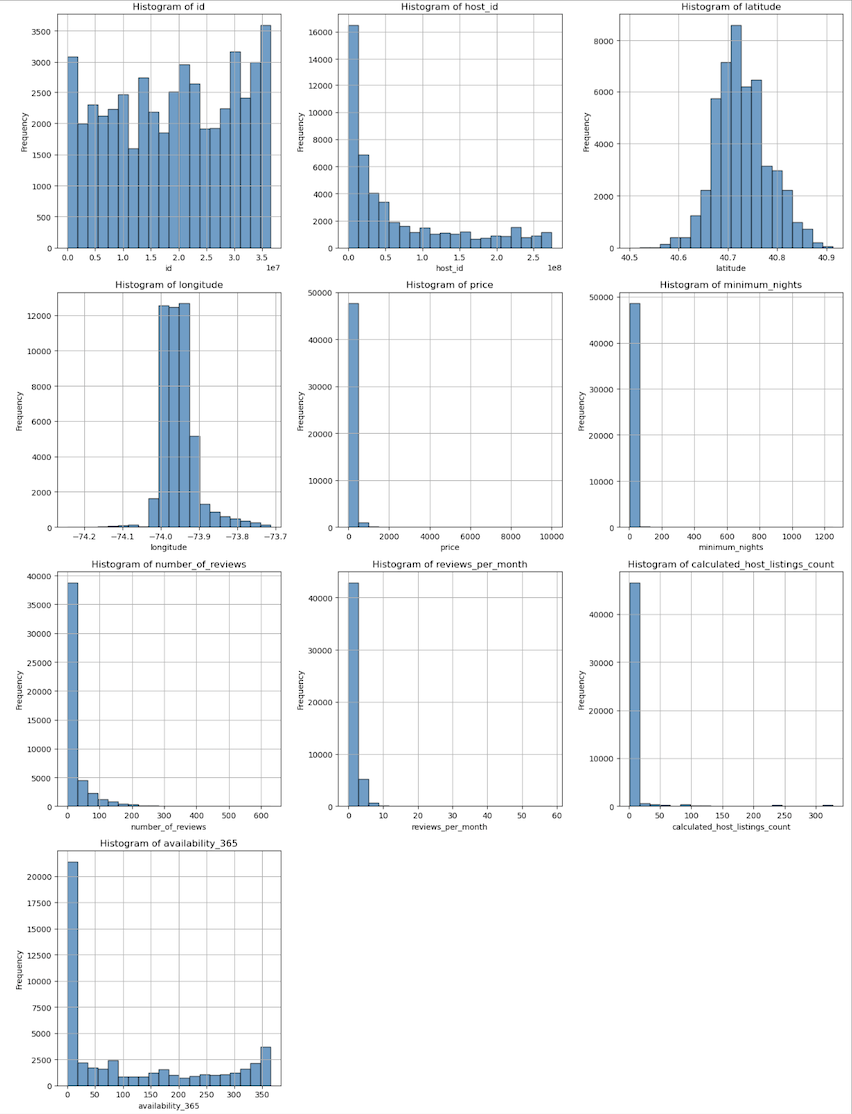 Histogram of id
Frequency
3500
3000
2500
2000
1500
1000
500
0
0.0 0.5 1.0 1.5 2.0 2.5 3.0 3.5
1e7
id
Histogram of host_id
Frequency
16000
14000
12000
10000
8000
6000
4000
2000
0
0.0 0.5 1.0 1.5 2.0 2.5
1e8
host_id
Histogram of latitude
Frequency
8000
6000
4000
2000
0
40.5 40.6 40.7 40.8 40.9
latitude
Histogram of longitude
Frequency
12000
10000
8000
6000
4000
2000
0
−74.2 −74.1 −74.0 −73.9 −73.8 −73.7
longitude
Histogram of price
Frequency
50000
40000
30000
20000
10000
0
0 2000 4000 6000 8000 10000
price
Histogram of minimum_nights
Frequency
50000
40000
30000
20000
10000
0
0 200 400 600 800 1000 1200
minimum_nights
Histogram of number_of_reviews
Frequency
40000
35000
30000
25000
20000
15000
10000
5000
0
0 100 200 300 400 500 600
number_of_reviews
Histogram of reviews_per_month
Frequency
40000
30000
20000
10000
0
0 10 20 30 40 50 60
reviews_per_month
Histogram of calculated_host_listings_count
Frequency
40000
30000
20000
10000
0
0 50 100 150 200 250 300
calculated_host_listings_count
Histogram of availability_365
Frequency
20000
17500
15000
12500
10000
7500
5000
2500
0
0 50 100 150 200 250 300 350
availability_365